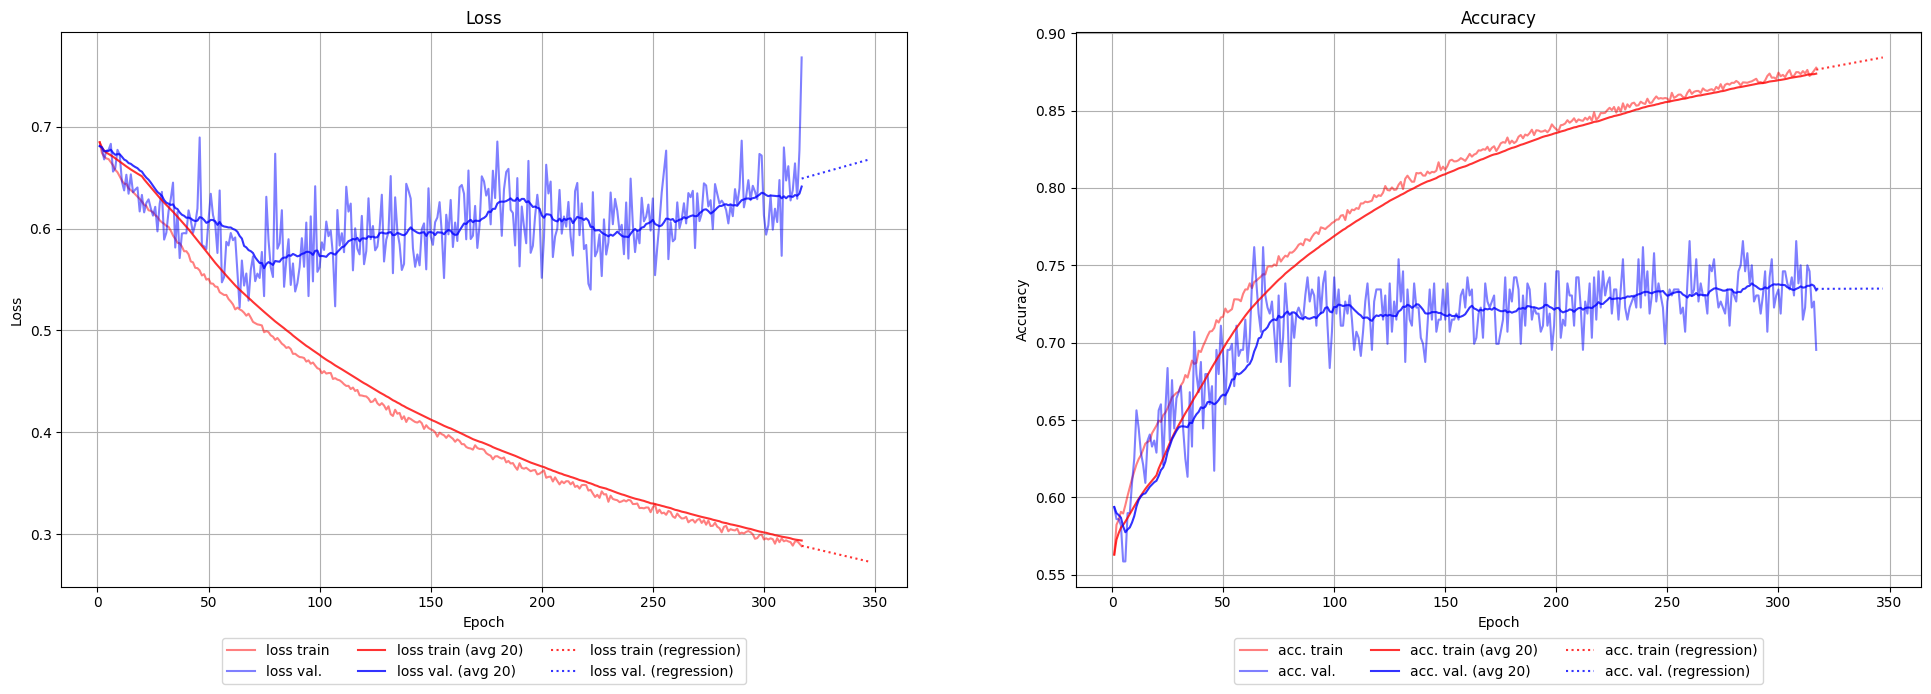 Loss
Loss
0.7
0.6
0.5
0.4
0.3
0 50 100 150 200 250 300 350
Epoch
loss train loss train (avg 20) loss train (regression)
loss val. loss val. (avg 20) loss val. (regression)
Accuracy
Accuracy
0.90
0.85
0.80
0.75
0.70
0.65
0.60
0.55
0 50 100 150 200 250 300 350
Epoch
acc. train acc. train (avg 20) acc. train (regression)
acc. val. acc. val. (avg 20) acc. val. (regression)